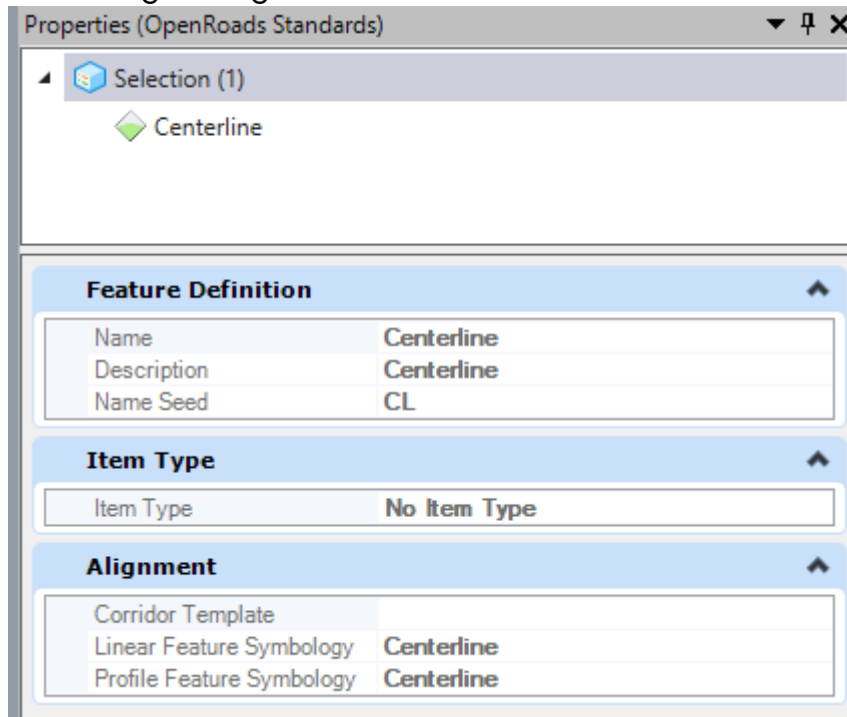 Properties (OpenRoads Standards)
Selection (1)
Centerline
Feature Definition
Name Centerline
Description Centerline
Name Seed CL
Item Type
Item Type No Item Type
Alignment
Corridor Template
Linear Feature Symbology Centerline
Profile Feature Symbology Centerline